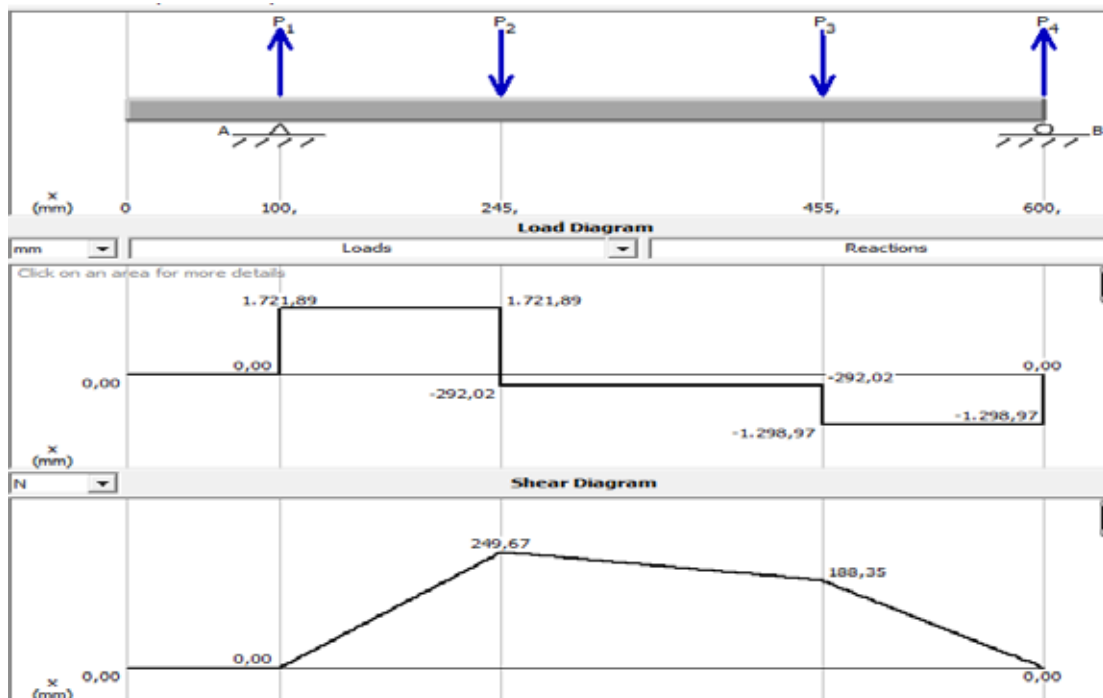 P1 P2 P3 P4
A B
x
(mm) 0 100, 245, 455, 600,
Load Diagram
mm Loads Reactions
Click on an area for more details
1.721,89 1.721,89
0,00 0,00 -292,02 0,00
-292,02 -1.298,97
-1.298,97
x
(mm)
N Shear Diagram
249,67
188,35
0,00
x 0,00 0,00
(mm)